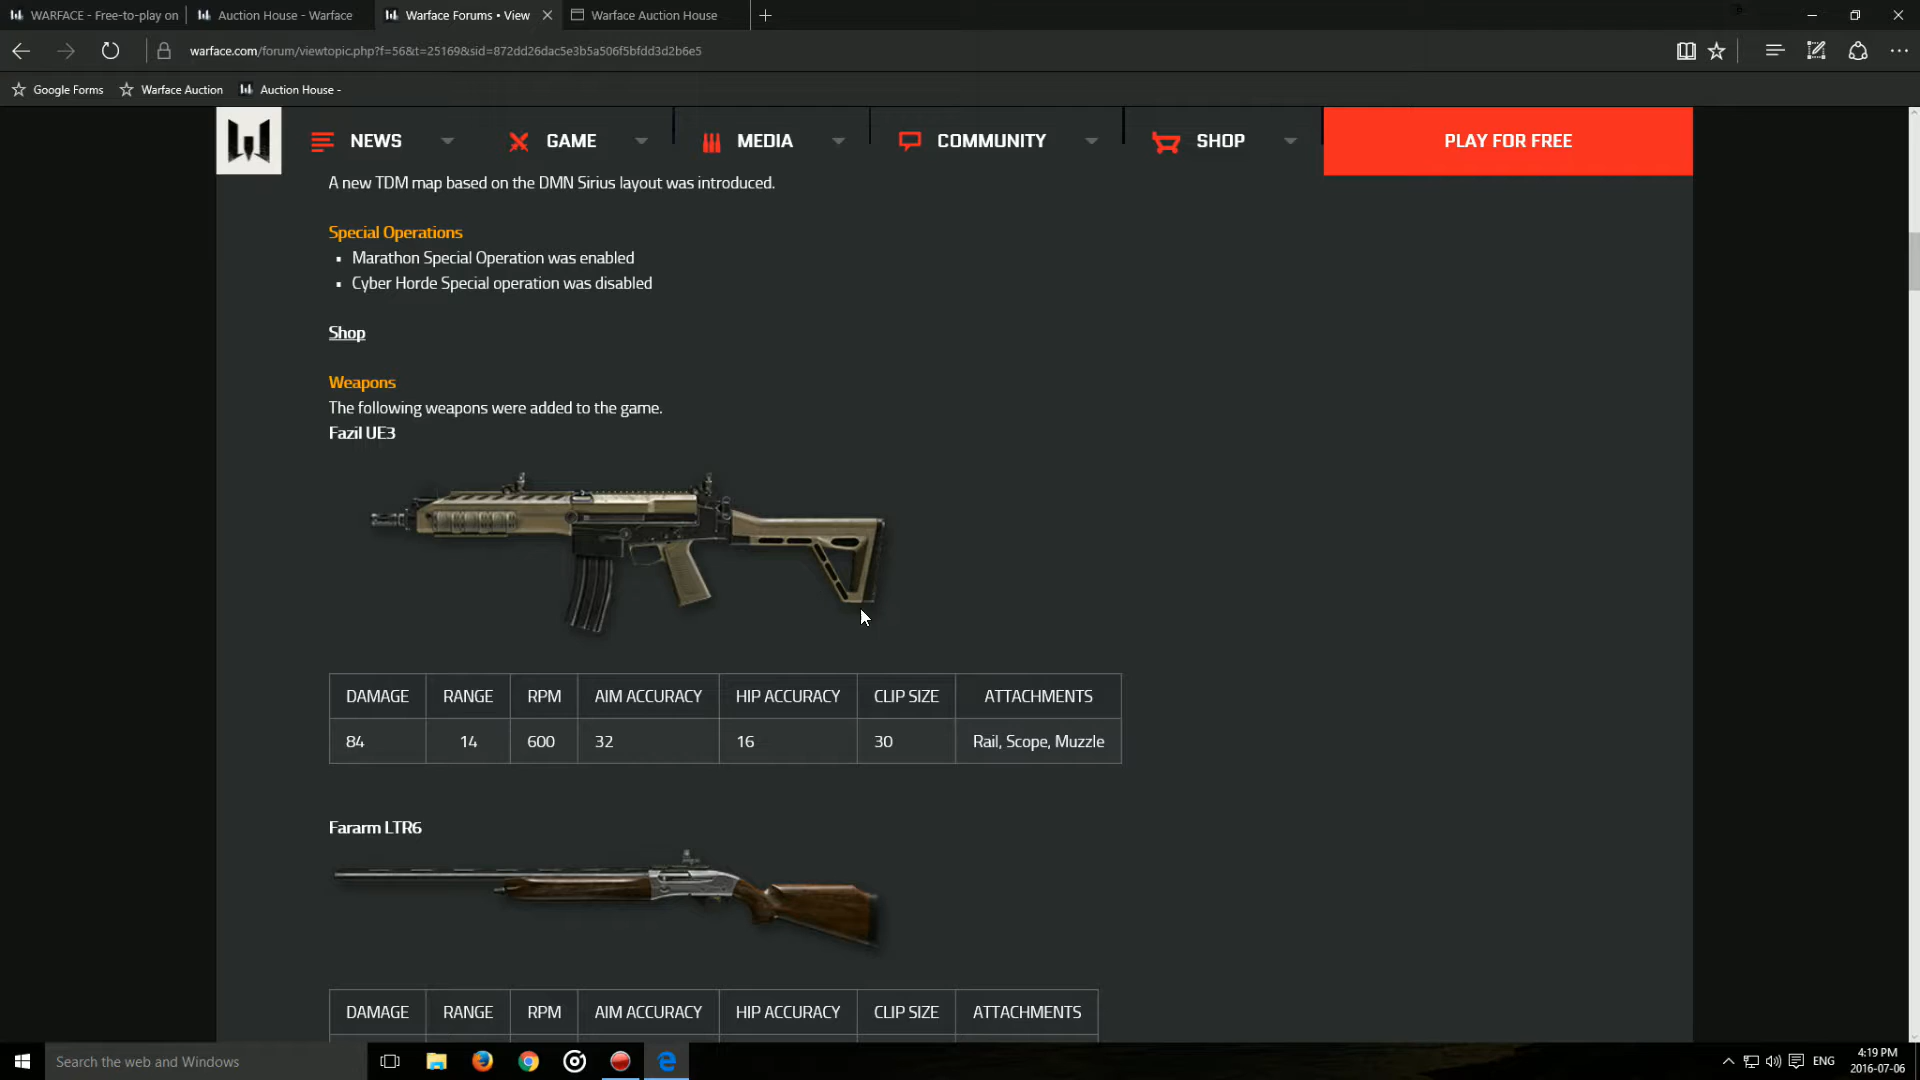 WARFACE - Free-to-play on
Auction House - Warface
Warface Forums • View
Warface Auction House
warface.com/forum/viewtopic.php?f=56&t=25169&sid=872dd26dac5e3b5a506f5bfdd3d2b6e5
Google Forms
Warface Auction
Auction House -
NEWS
GAME
MEDIA
COMMUNITY
SHOP
PLAY FOR FREE
A new TDM map based on the DMN Sirius layout was introduced.
Special Operations
• Marathon Special Operation was enabled
• Cyber Horde Special operation was disabled
Shop
Weapons
The following weapons were added to the game.
Fazil UE3
DAMAGE RANGE RPM AIM ACCURACY HIP ACCURACY CLIP SIZE ATTACHMENTS
84 14 600 32 16 30 Rail, Scope, Muzzle
Fararm LTR6
DAMAGE RANGE RPM AIM ACCURACY HIP ACCURACY CLIP SIZE ATTACHMENTS
Search the web and Windows
ENG
4:19 PM
2016-07-06